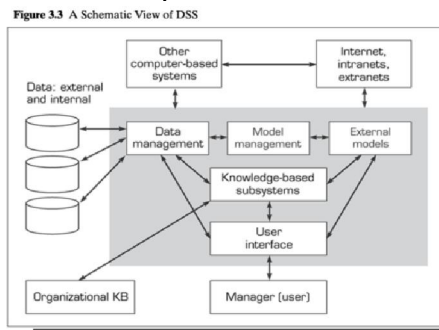 Figure 3.3 A Schematic View of DSS
Other
computer-based
systems
Internet,
intranets,
extranets
Data: external
and internal
Data
management
Model
management
External
models
Knowledge-based
subsystems
User
interface
Organizational KB
Manager (user)